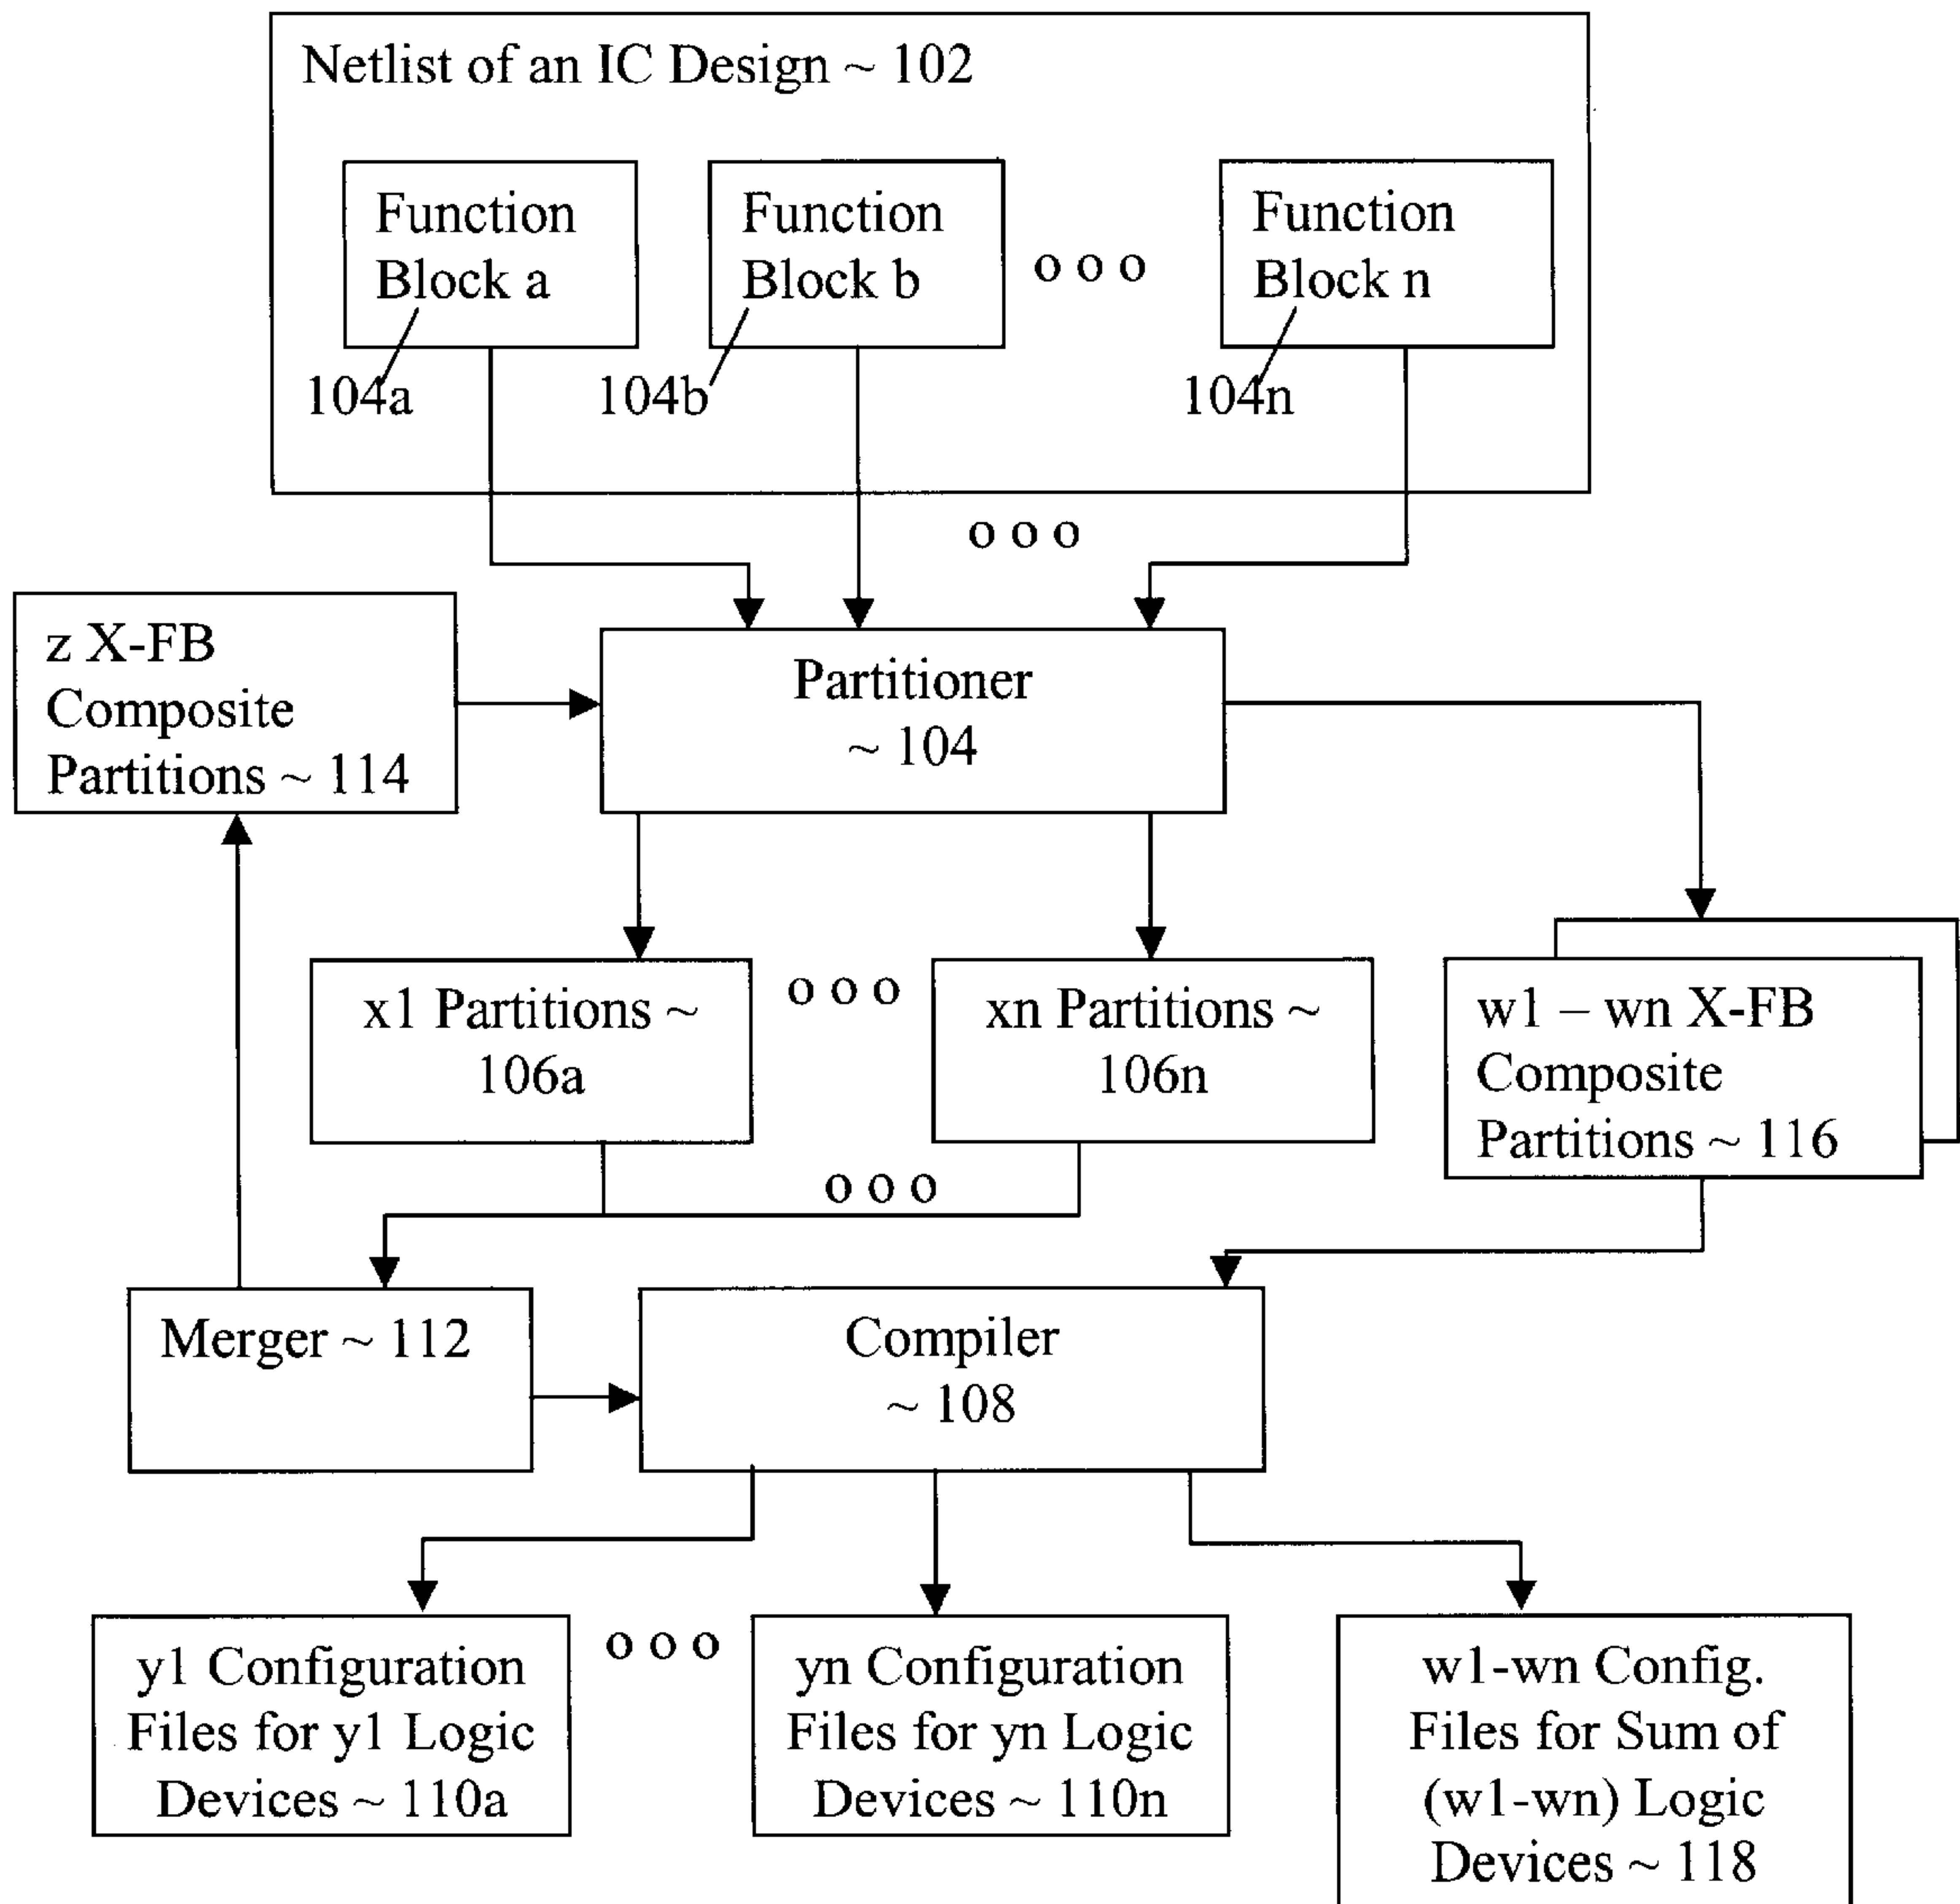 Netlist of an IC Design ~ 102
Function
Block a
Function
Block b
o o o
Function
Block n
104a
104b
104n
o o o
z X-FB
Composite
Partitions ~ 114
Partitioner
~ 104
x1 Partitions ~
106a
o o o
xn Partitions ~
106n
w1 – wn X-FB
Composite
Partitions ~ 116
o o o
Merger ~ 112
Compiler
~ 108
y1 Configuration
Files for y1 Logic
Devices ~ 110a
o o o
yn Configuration
Files for yn Logic
Devices ~ 110n
w1-wn Config.
Files for Sum of
(w1-wn) Logic
Devices ~ 118